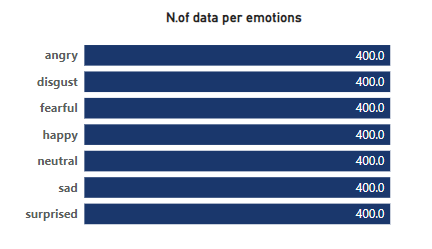 N.of data per emotions
angry 400.0
disgust 400.0
fearful 400.0
happy 400.0
neutral 400.0
sad 400.0
surprised 400.0